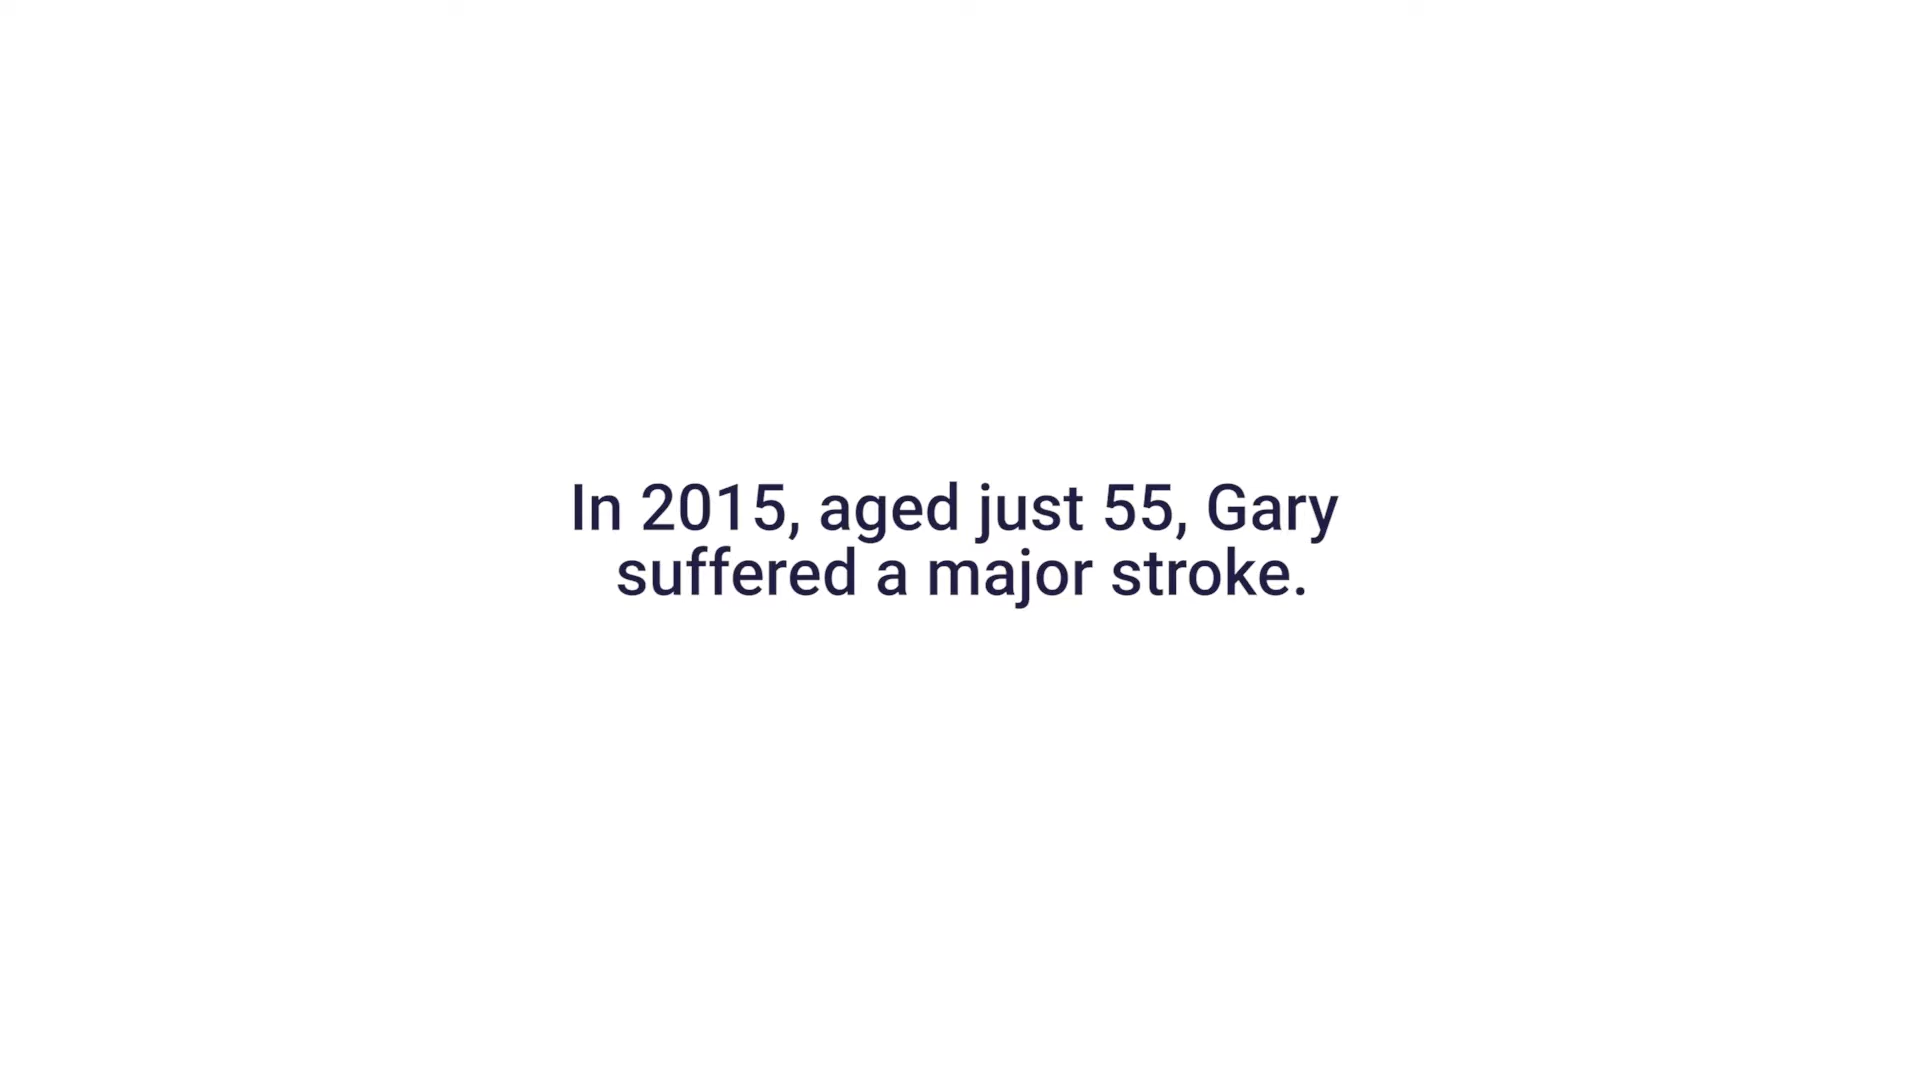 In 2015, aged just 55, Gary
suffered a major stroke.